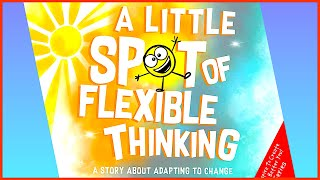 A LITTLE
SPOT OF
FLEXIBLE
THINKING
A STORY ABOUT ADAPTING TO CHANGE